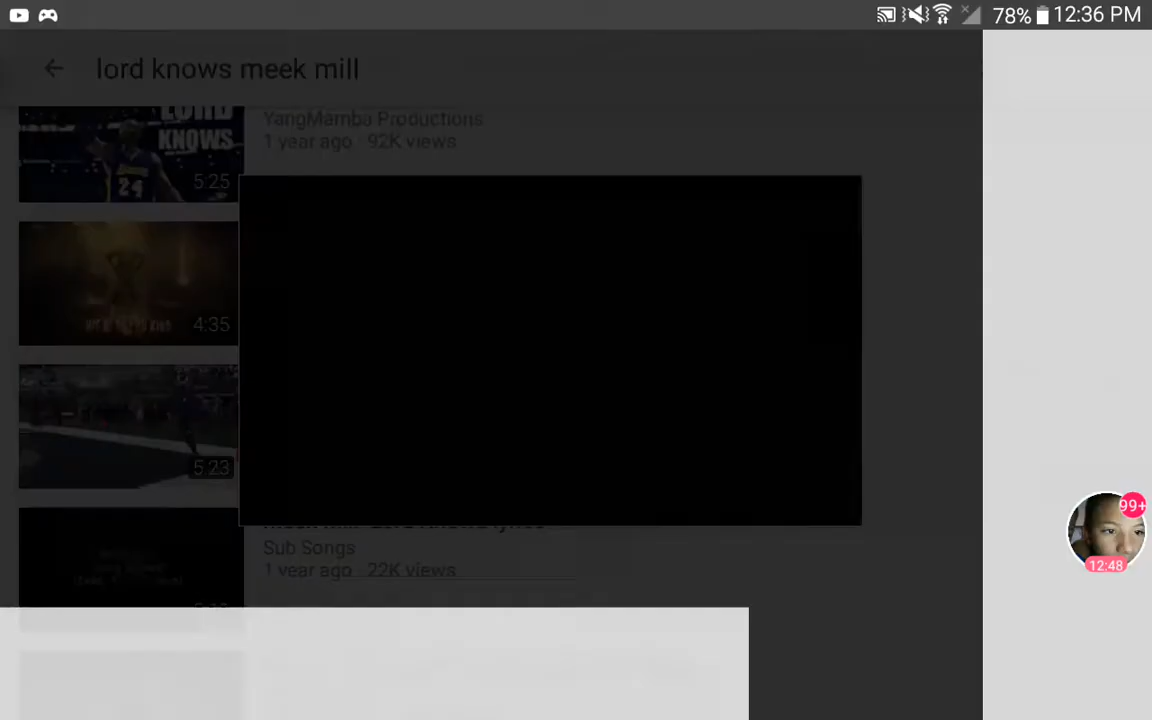 78% 12:36 PM
lord knows meek mill
LORD
KNOWS
24
5:25
YangMamba Productions
1 year ago · 92K views
4:35
5:23
Sub Songs
1 year ago · 22K views
99+
12:48